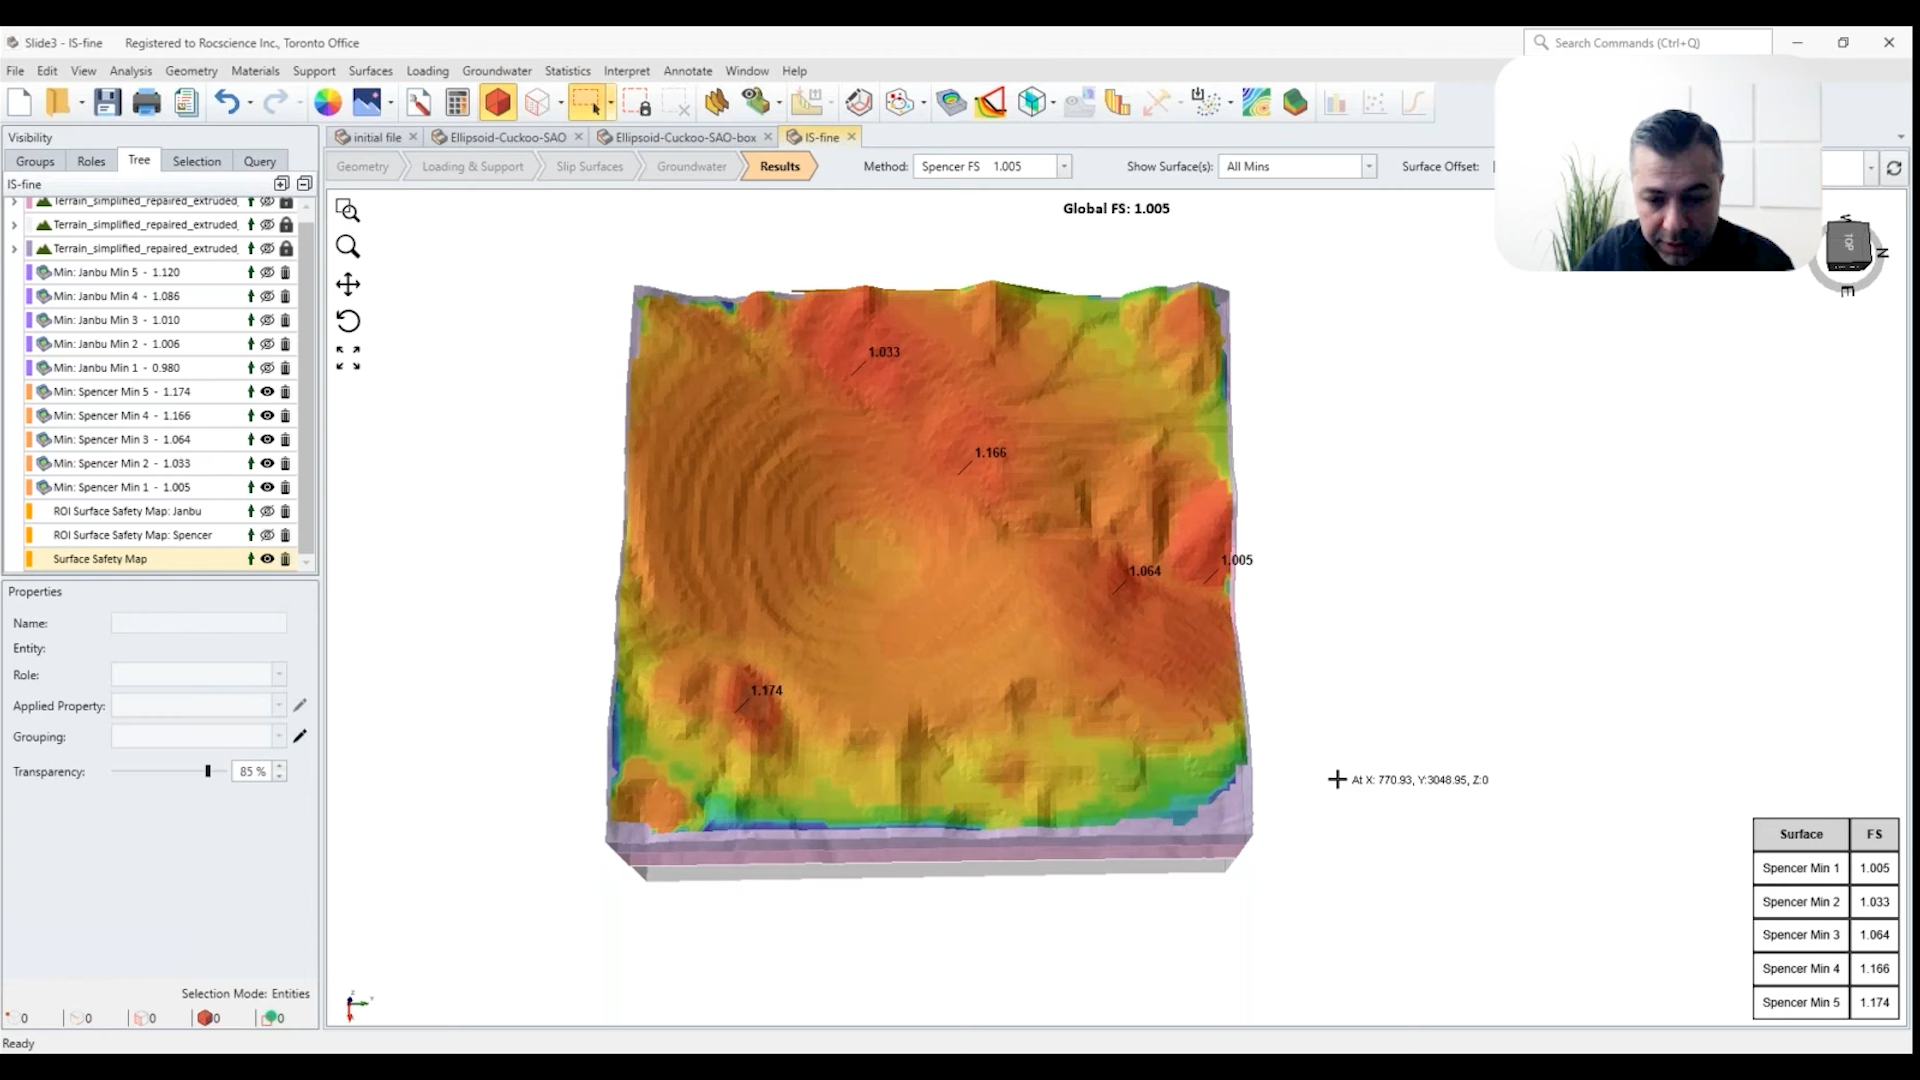 Slide3 - IS-fine Registered to Rocscience Inc., Toronto Office
Search Commands (Ctrl+Q)
File Edit View Analysis Geometry Materials Support Surfaces Loading Groundwater Statistics Interpret Annotate Window Help
Visibility
initial file Ellipsoid-Cuckoo-SAO Ellipsoid-Cuckoo-SAO-box IS-fine
Groups Roles Tree Selection Query
Geometry Loading & Support Slip Surfaces Groundwater Results
Method: Spencer FS 1.005
Show Surface(s): All Mins
Surface Offset:
IS-fine
Terrain_simplified_repaired_extruded_
Terrain_simplified_repaired_extruded_
Terrain_simplified_repaired_extruded_
Min: Janbu Min 5 - 1.120
Min: Janbu Min 4 - 1.086
Min: Janbu Min 3 - 1.010
Min: Janbu Min 2 - 1.006
Min: Janbu Min 1 - 0.980
Min: Spencer Min 5 - 1.174
Min: Spencer Min 4 - 1.166
Min: Spencer Min 3 - 1.064
Min: Spencer Min 2 - 1.033
Min: Spencer Min 1 - 1.005
ROI Surface Safety Map: Janbu
ROI Surface Safety Map: Spencer
Surface Safety Map
Properties
Name:
Entity:
Role:
Applied Property:
Grouping:
Transparency: 85 %
Selection Mode: Entities
0 0 0 0 0
Ready
Global FS: 1.005
1.033
1.166
1.005
1.064
1.174
At X: 770.93, Y:3048.95, Z:0
TOP
N
E
Surface FS
Spencer Min 1 1.005
Spencer Min 2 1.033
Spencer Min 3 1.064
Spencer Min 4 1.166
Spencer Min 5 1.174